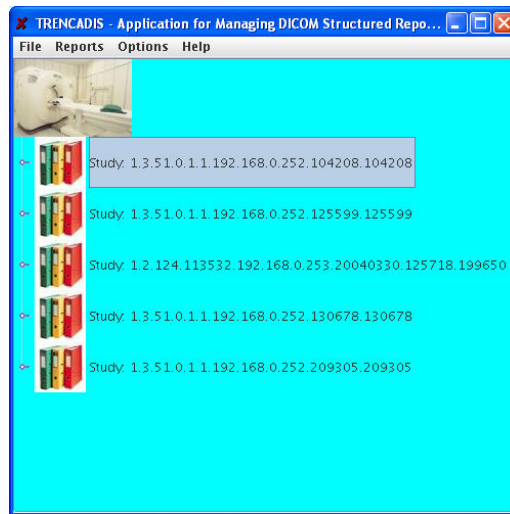 TRENCADIS - Application for Managing DICOM Structured Repo...
File Reports Options Help
Study: 1.3.51.0.1.1.192.168.0.252.104208.104208
Study: 1.3.51.0.1.1.192.168.0.252.125599.125599
Study: 1.2.124.113532.192.168.0.253.20040330.125718.199650
Study: 1.3.51.0.1.1.192.168.0.252.130678.130678
Study: 1.3.51.0.1.1.192.168.0.252.209305.209305